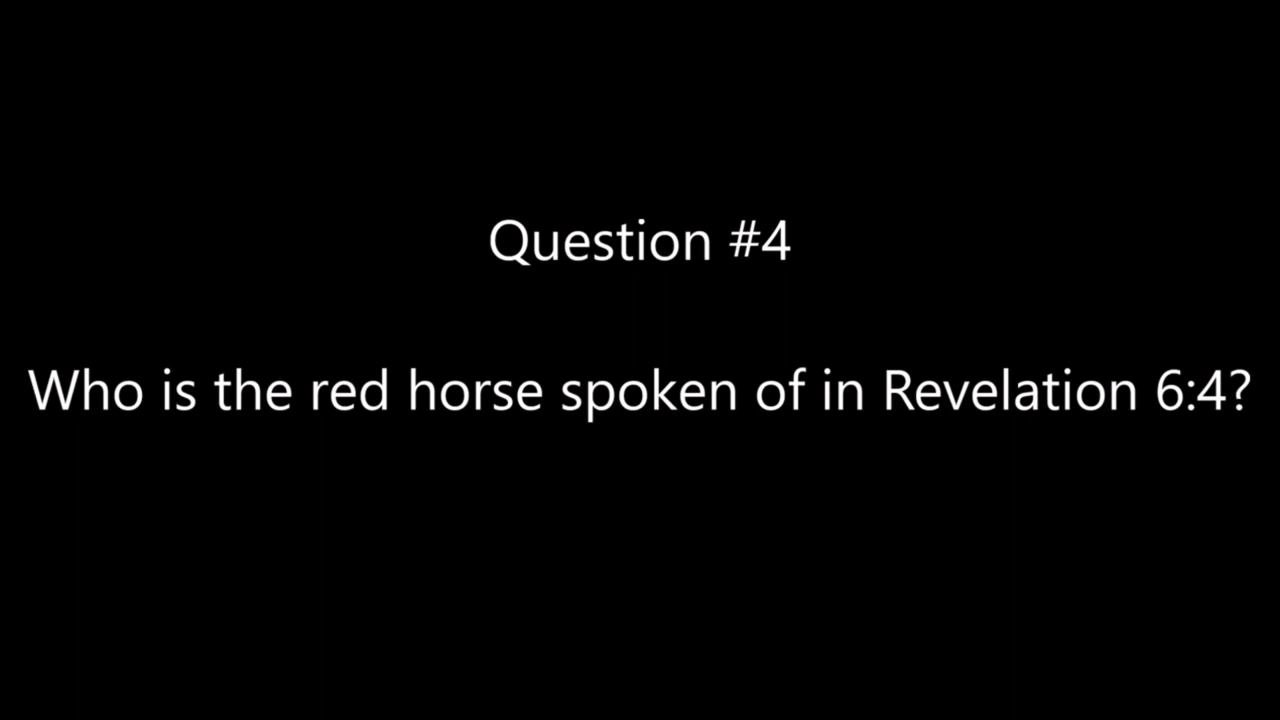 Question #4
Who is the red horse spoken of in Revelation 6:4?